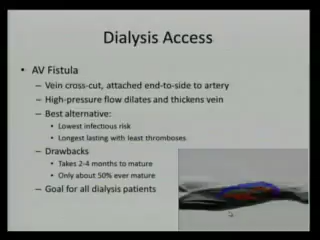 Dialysis Access
• AV Fistula
– Vein cross-cut, attached end-to-side to artery
– High-pressure flow dilates and thickens vein
– Best alternative:
• Lowest infectious risk
• Longest lasting with least thromboses
– Drawbacks
• Takes 2-4 months to mature
• Only about 50% ever mature
– Goal for all dialysis patients